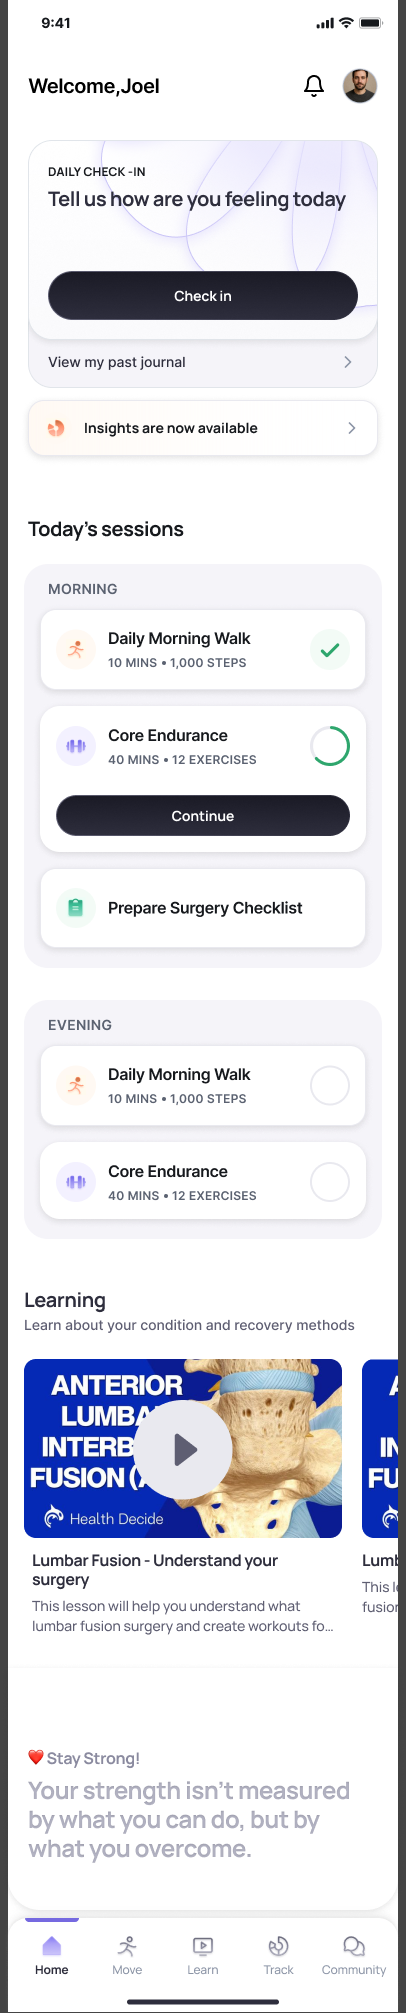 9:41
Welcome,Joel
DAILY CHECK -IN
Tell us how are you feeling today
Check in
View my past journal
Insights are now available
Today's sessions
MORNING
Daily Morning Walk
10 MINS • 1,000 STEPS
Core Endurance
40 MINS • 12 EXERCISES
Continue
Prepare Surgery Checklist
EVENING
Daily Morning Walk
10 MINS • 1,000 STEPS
Core Endurance
40 MINS • 12 EXERCISES
Learning
Learn about your condition and recovery methods
ANTERIOR
LUMBA
INTERB
FUSION (
Health Decide
Lumbar Fusion - Understand your
surgery
This lesson will help you understand what
lumbar fusion surgery and create workouts fo...
This
fusion
❤️ Stay Strong!
Your strength isn't measured
by what you can do, but by
what you overcome.
Home
Move
Learn
Track
Community